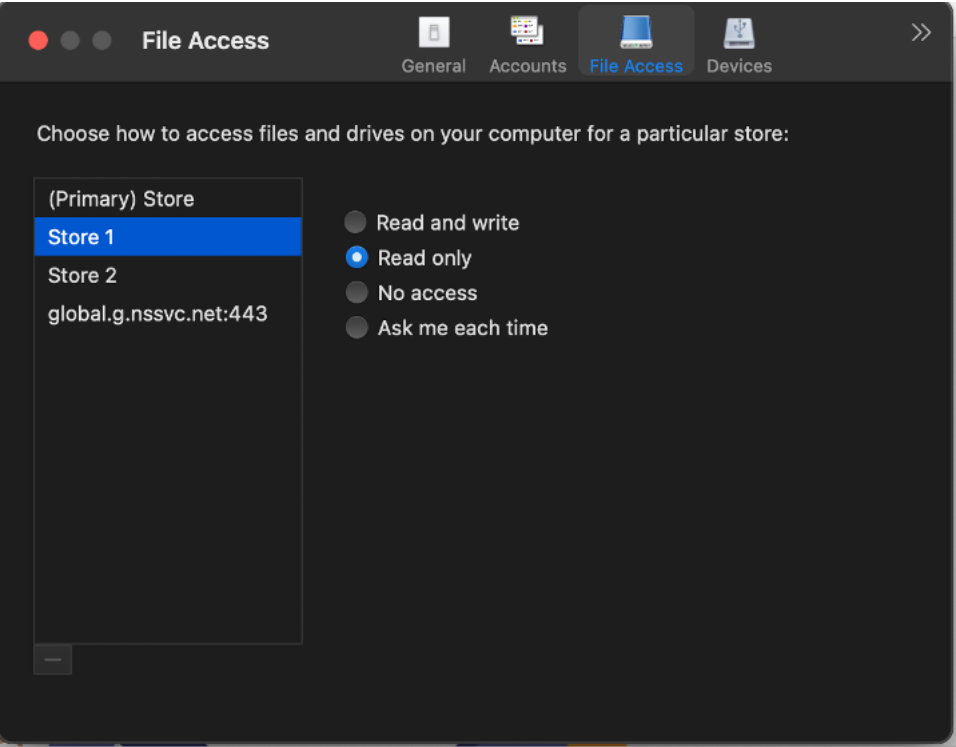 File Access
General
Accounts
File Access
Devices
Choose how to access files and drives on your computer for a particular store:
(Primary) Store
Store 1
Store 2
global.g.nssvc.net:443
Read and write
Read only
No access
Ask me each time